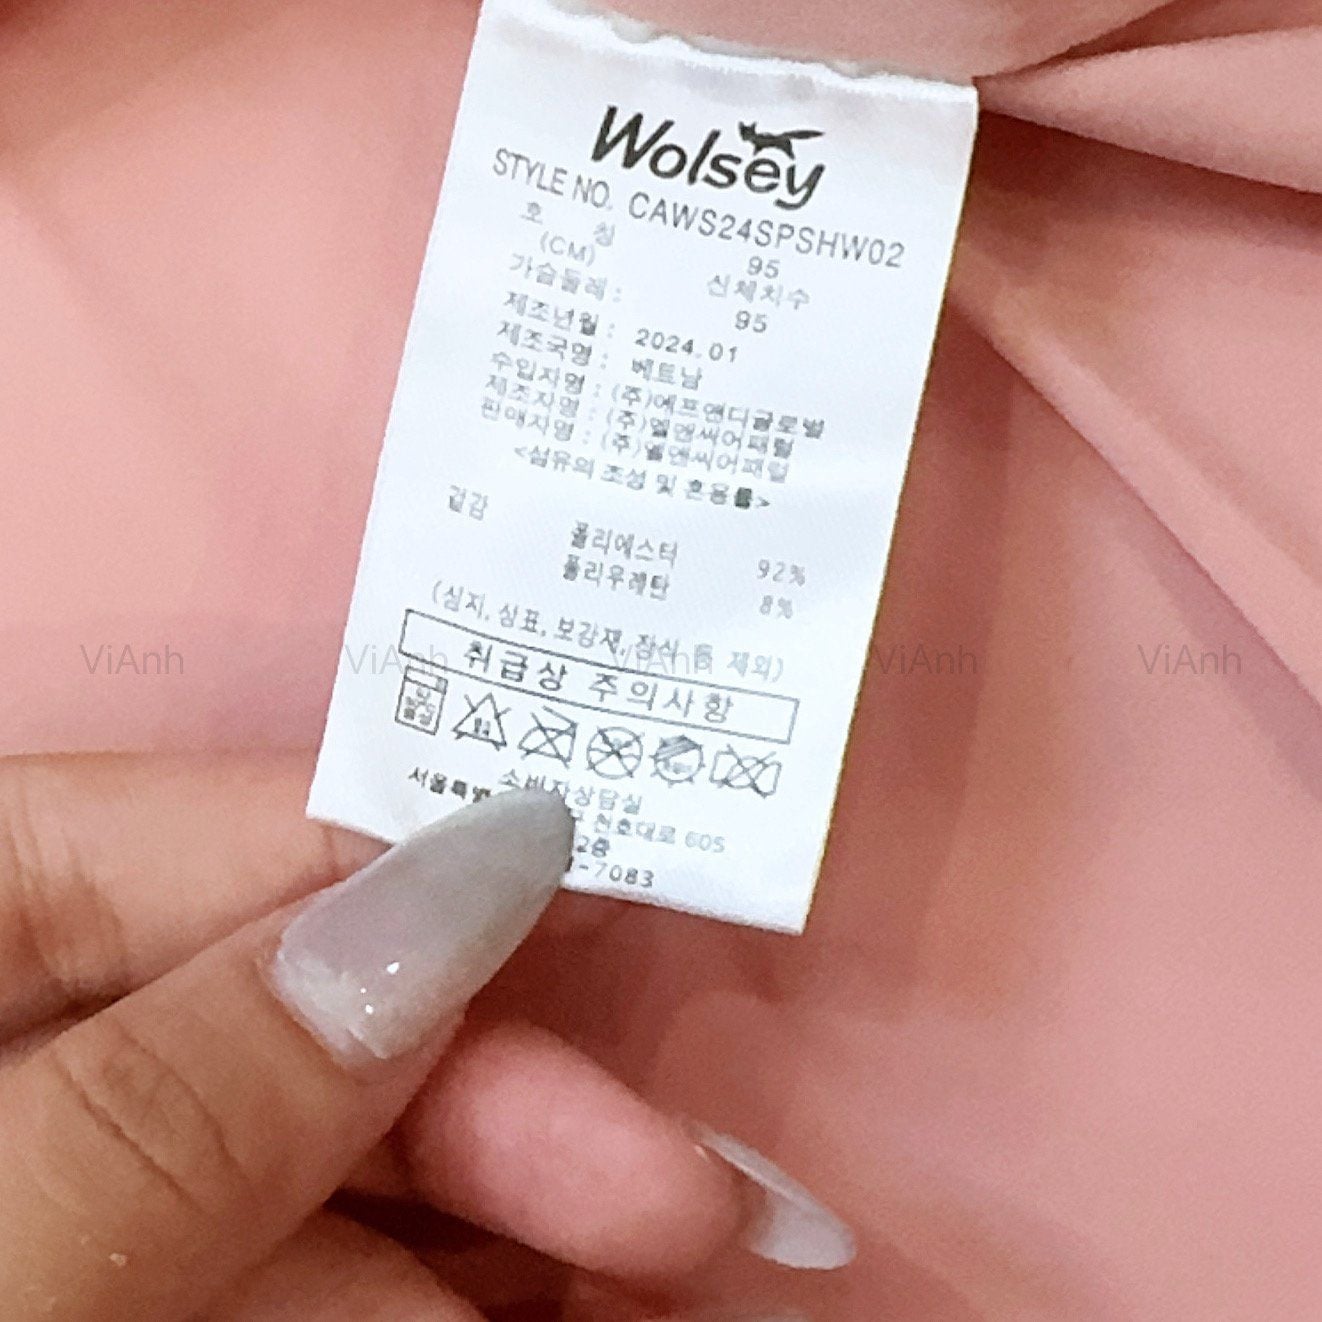 Wolsey
STYLE NO. CAWS24SPSHW02
호 칭 95
(CM) 신체치수
가슴둘레 : 95
제조년월 : 2024.01
제조국명 : 베트남
수입자명 : (주)에프앤디글로벌
제조자명 : (주)엘앤씨어패럴
판매자명 : (주)엘앤씨어패럴
<섬유의 조성 및 혼용률>
겉감
폴리에스터 92%
폴리우레탄 8%
(심지, 상표, 보강재, 장식 등 제외)
취급상 주의사항
소비자상담실
서울특별 천호대로 605
2층
-7083
ViAnh ViAnh ViAnh ViAnh ViAnh